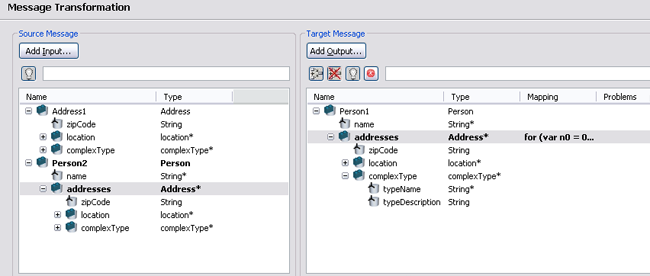 Message Transformation
Source Message
Add Input...
Name Type
Address1 Address
zipCode String
location location*
complexType complexType*
Person2 Person
name String*
addresses Address*
zipCode String
location location*
complexType complexType*
Target Message
Add Output...
Name Type Mapping Problems
Person1 Person
name String*
addresses Address* for (var n0 = 0...
zipCode String
location location*
complexType complexType*
typeName String*
typeDescription String